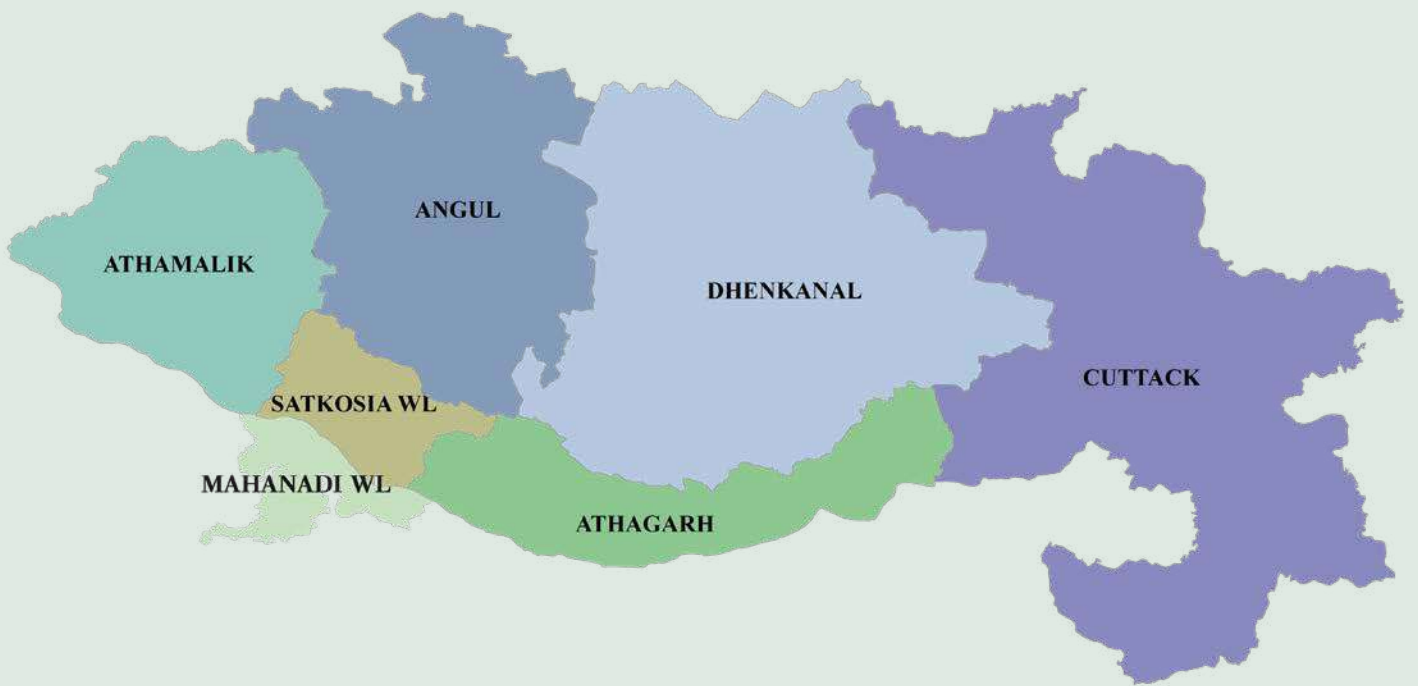 ANGUL
ATHAMALIK
DHENKANAL
CUTTACK
SATKOSIA WL
MAHANADI WL
ATHAGARH